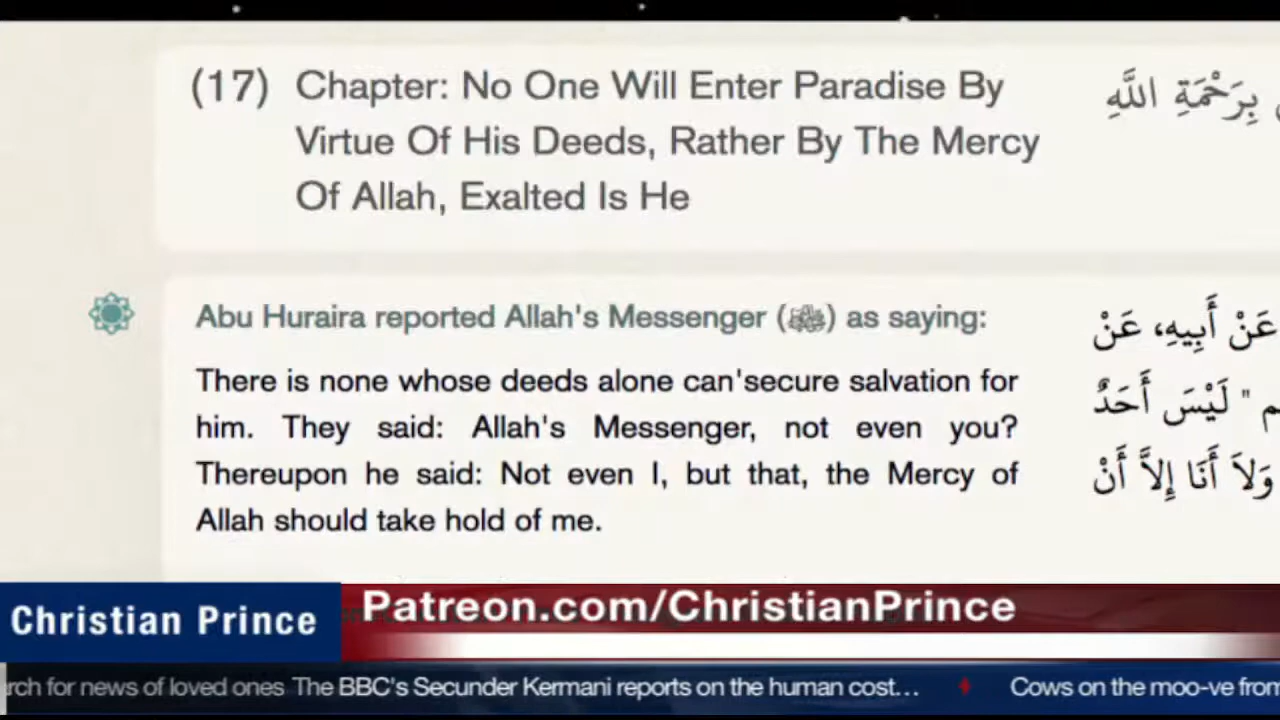 (17) Chapter: No One Will Enter Paradise By
Virtue Of His Deeds, Rather By The Mercy
Of Allah, Exalted Is He
بِرَحْمَةِ اللَّهِ
Abu Huraira reported Allah's Messenger (ﷺ) as saying:
There is none whose deeds alone can'secure salvation for
him. They said: Allah's Messenger, not even you?
Thereupon he said: Not even I, but that, the Mercy of
Allah should take hold of me.
عَنْ أَبِيهِ، عَنْ
م " لَيْسَ أَحَدٌ
وَلاَ أَنَا إِلاَّ أَنْ
Christian Prince
Patreon.com/ChristianPrince
rch for news of loved ones The BBC's Secunder Kermani reports on the human cost... Cows on the moo-ve from